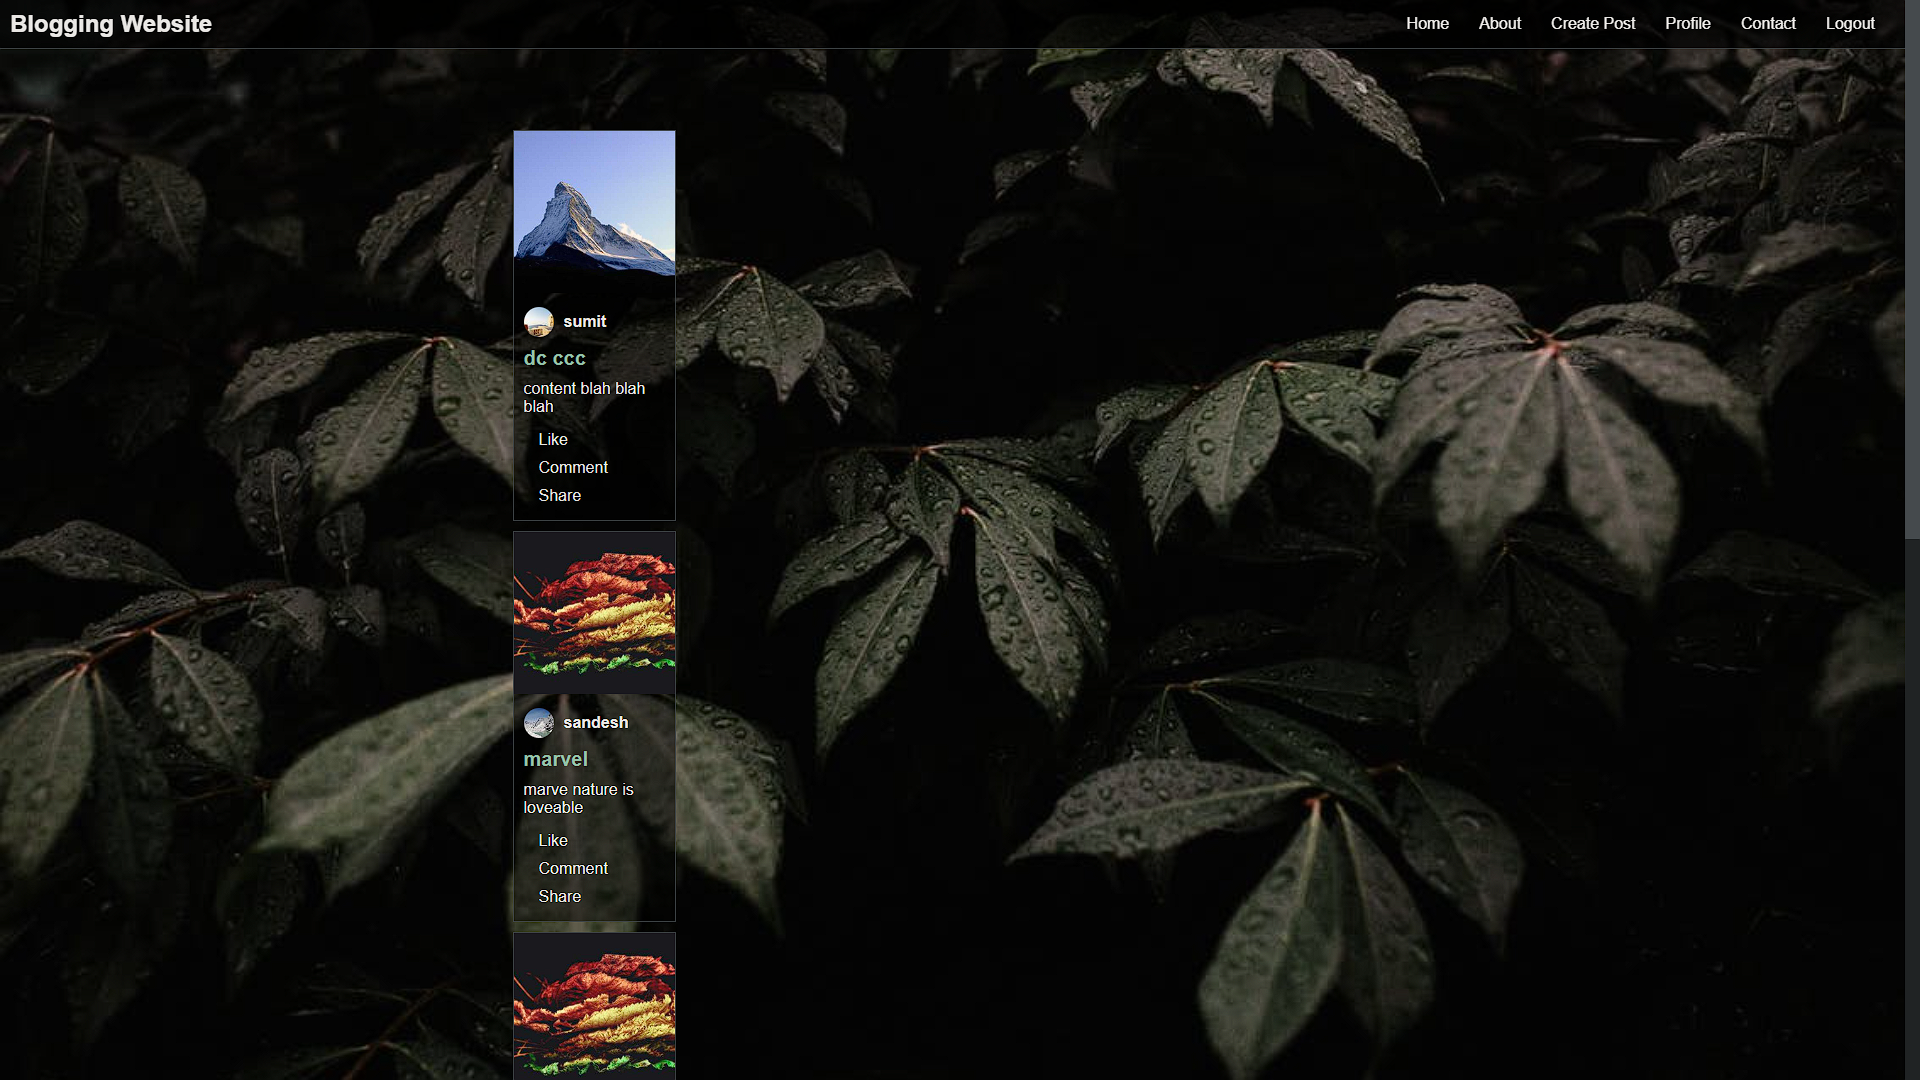 Blogging Website
Home About Create Post Profile Contact Logout
sumit
dc ccc
content blah blah
blah
Like
Comment
Share
sandesh
marvel
marve nature is
loveable
Like
Comment
Share